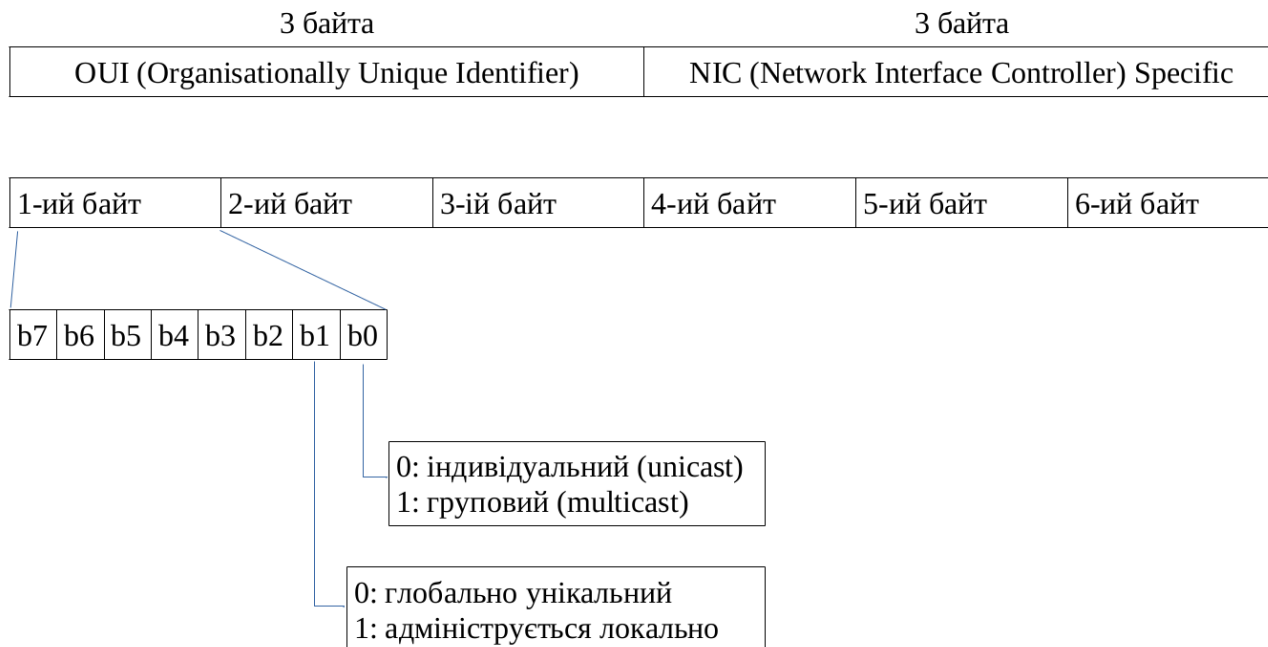 3 байта 3 байта
OUI (Organisationally Unique Identifier) NIC (Network Interface Controller) Specific
1-ий байт 2-ий байт 3-ій байт 4-ий байт 5-ий байт 6-ий байт
b7 b6 b5 b4 b3 b2 b1 b0
0: індивідуальний (unicast)
1: груповий (multicast)
0: глобально унікальний
1: адмініструється локально